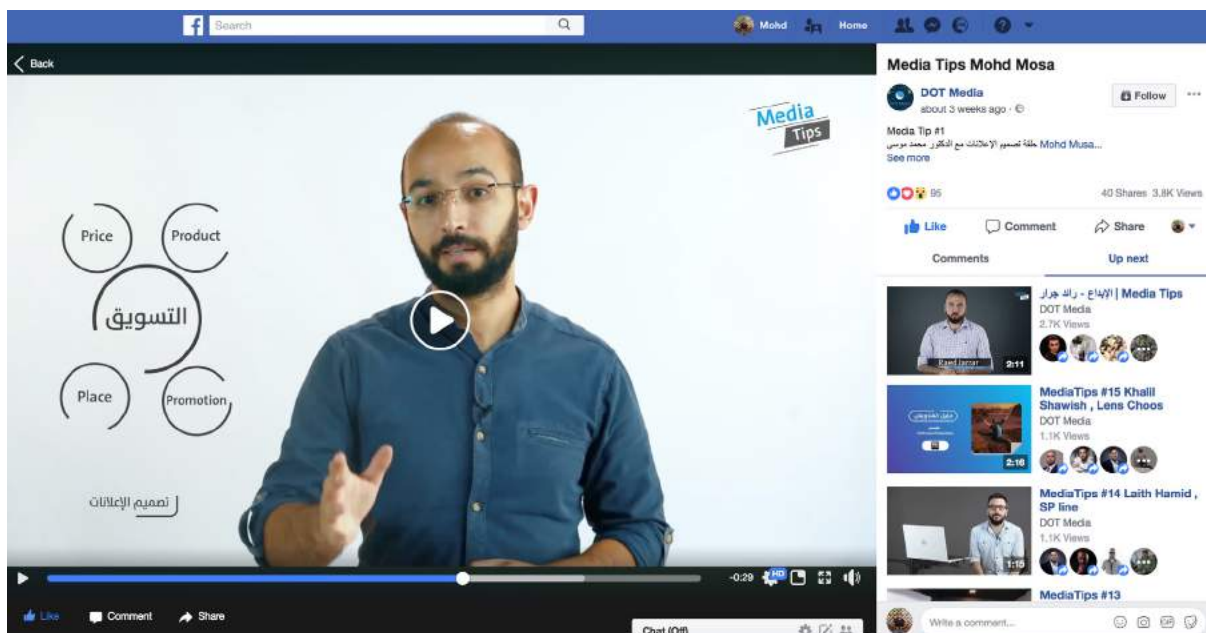 Search
Mohd
Home
Back
Media
Tips
Price
Product
التسويق
Place
Promotion
تصميم الإعلانات
-0:29
HD
Like
Comment
Share
Chat (Off)
Media Tips Mohd Mosa
DOT Media
Follow
about 3 weeks ago
Media Tip #1
حلقة تصميم الإعلانات مع الدكتور محمد موسى Mohd Musa...
See more
95
40 Shares 3.8K Views
Like
Comment
Share
Comments
Up next
Raed Jarrar
2:11
Media Tips | الإبداع - رائد جرار
DOT Media
2.7K Views
2:16
MediaTips #15 Khalil
Shawish , Lens Choos
DOT Media
1.1K Views
1:15
MediaTips #14 Laith Hamid ,
SP line
DOT Media
1.1K Views
MediaTips #13
Write a comment...
GIF